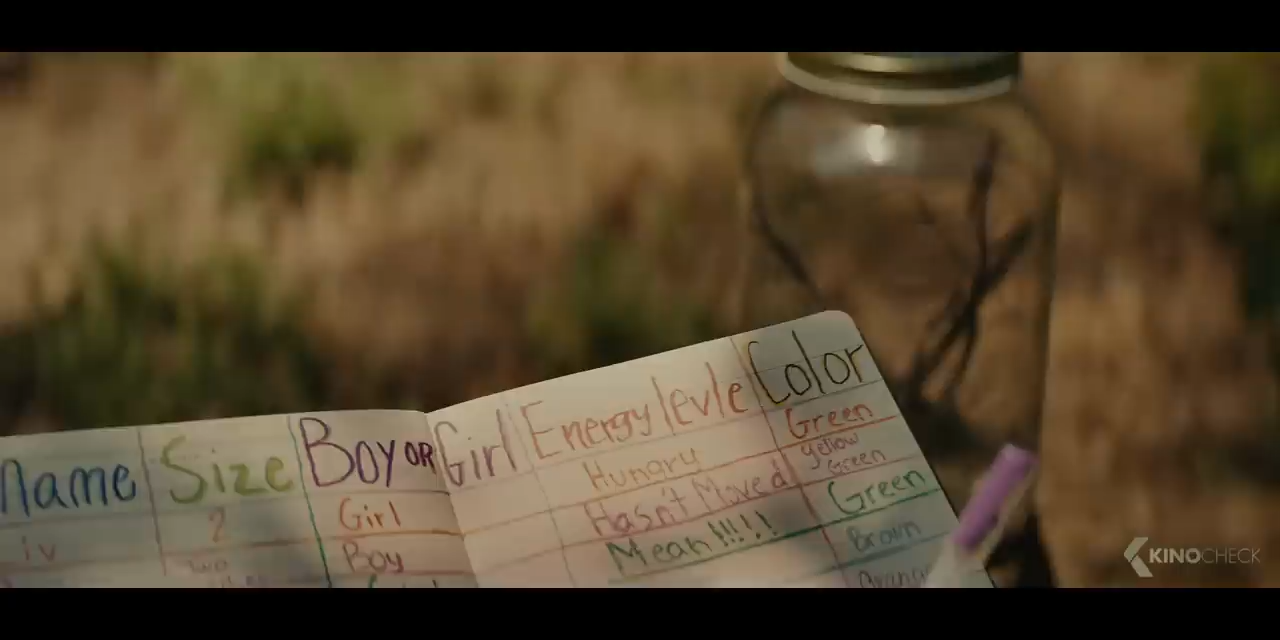 Name Size Boy OR Girl Energy levle Color
2 Girl Hungry Green
Boy Hasn't Moved Yellow Green
Mean!!!!! Green
Brown
KINOCHECK